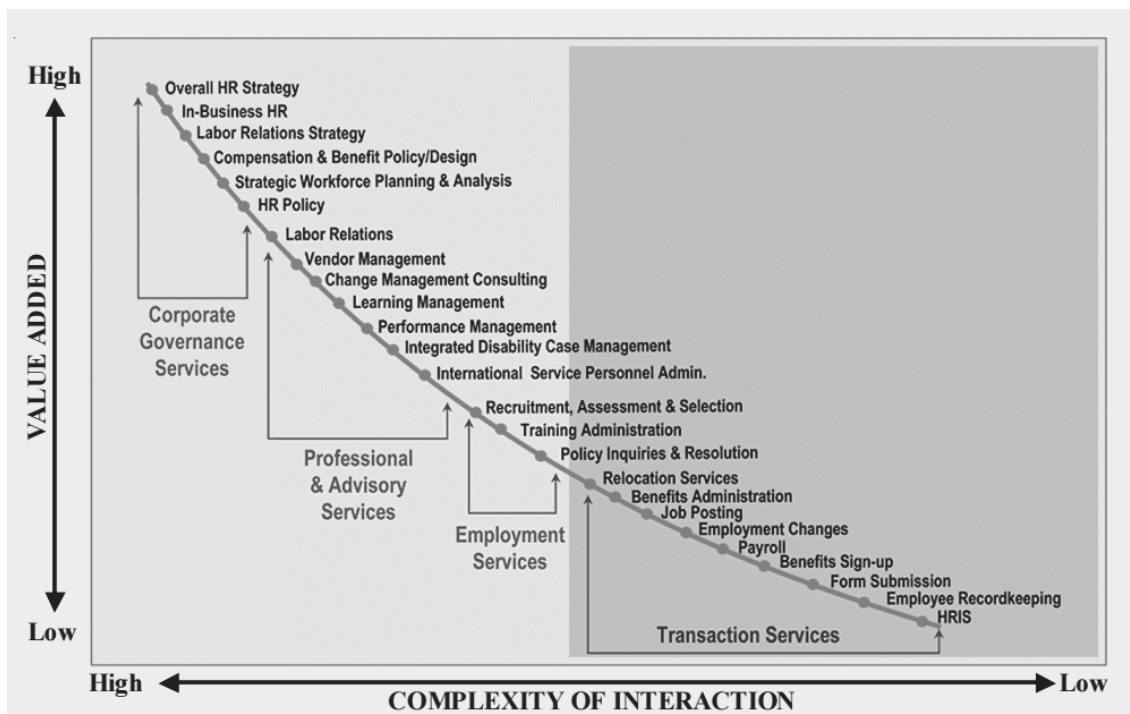 High
Overall HR Strategy
In-Business HR
Labor Relations Strategy
Compensation & Benefit Policy/Design
Strategic Workforce Planning & Analysis
HR Policy
Labor Relations
Vendor Management
Change Management Consulting
Learning Management
Performance Management
Integrated Disability Case Management
International Service Personnel Admin.
Recruitment, Assessment & Selection
Training Administration
Policy Inquiries & Resolution
Relocation Services
Benefits Administration
Job Posting
Employment Changes
Payroll
Benefits Sign-up
Form Submission
Employee Recordkeeping
HRIS
Corporate
Governance
Services
Professional
& Advisory
Services
Employment
Services
Transaction Services
VALUE ADDED
Low
High
COMPLEXITY OF INTERACTION
Low